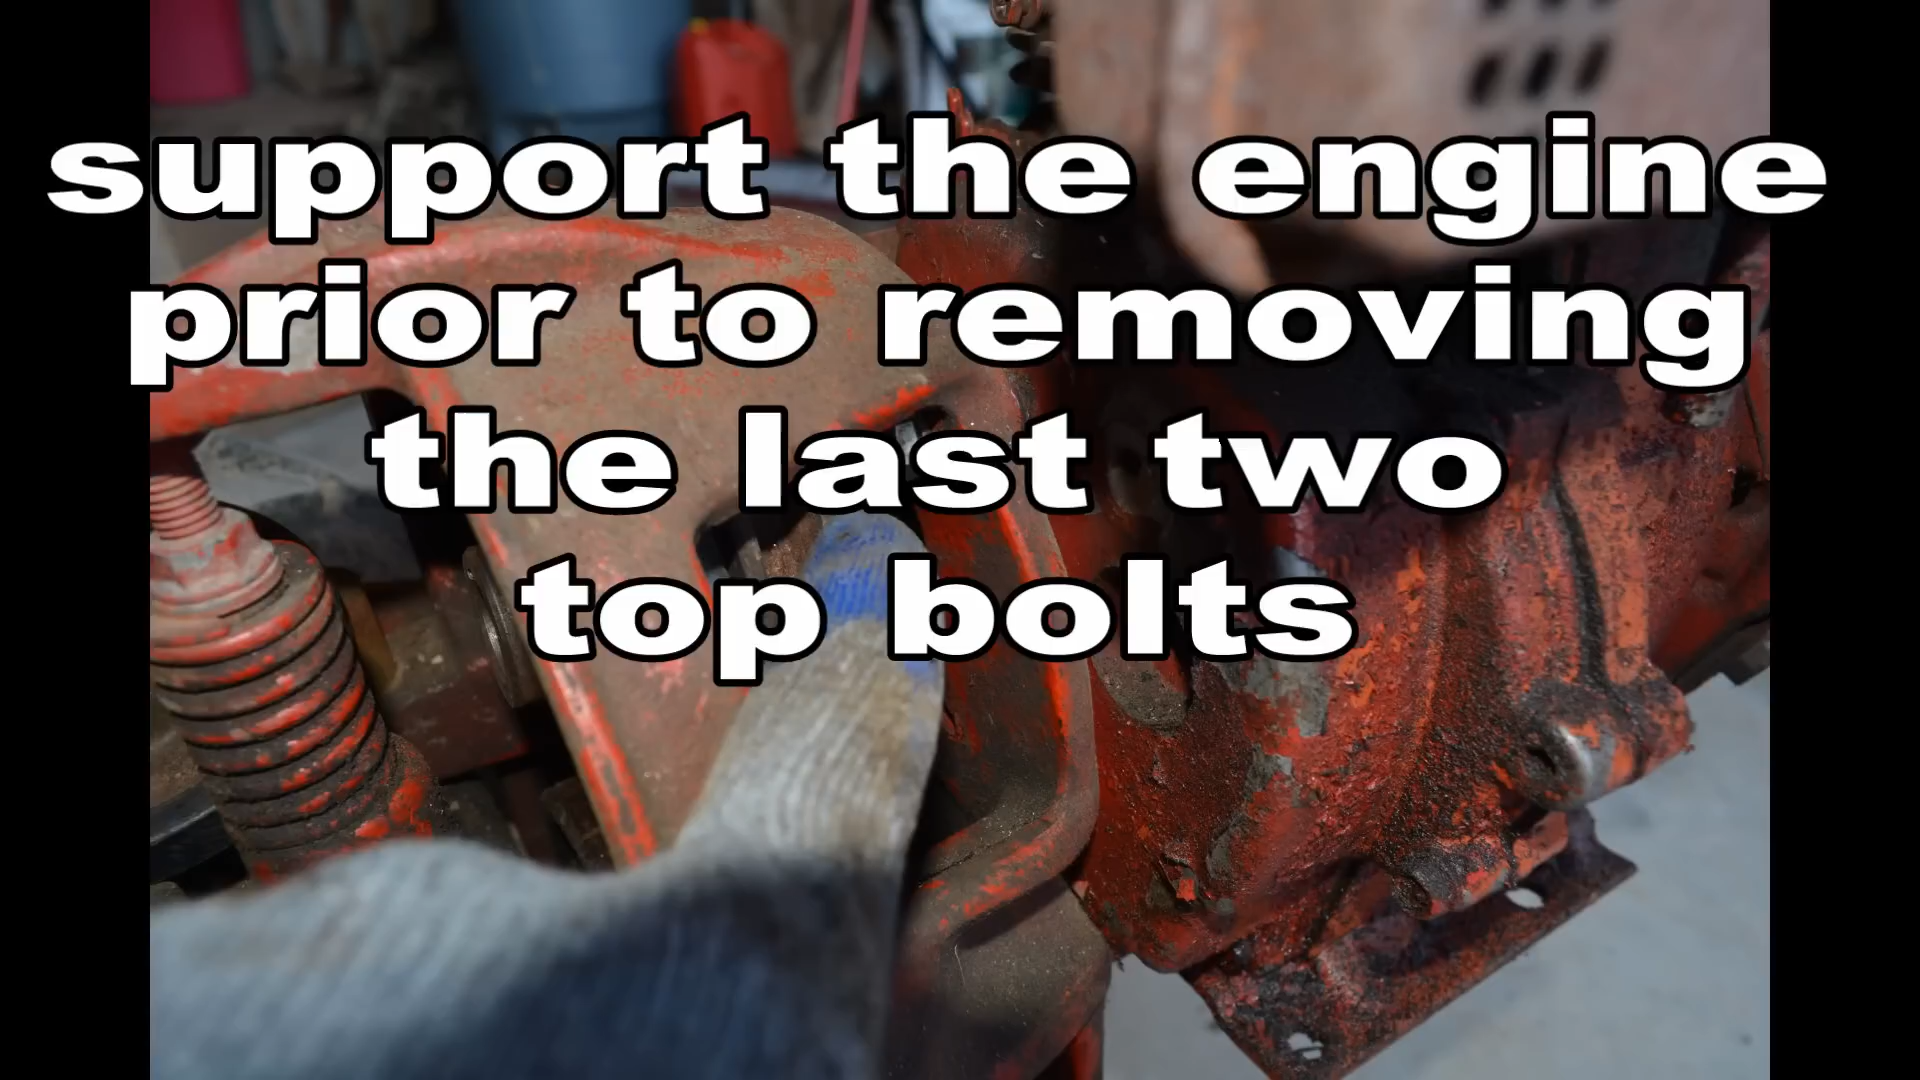 support the engine
prior to removing
the last two
top bolts